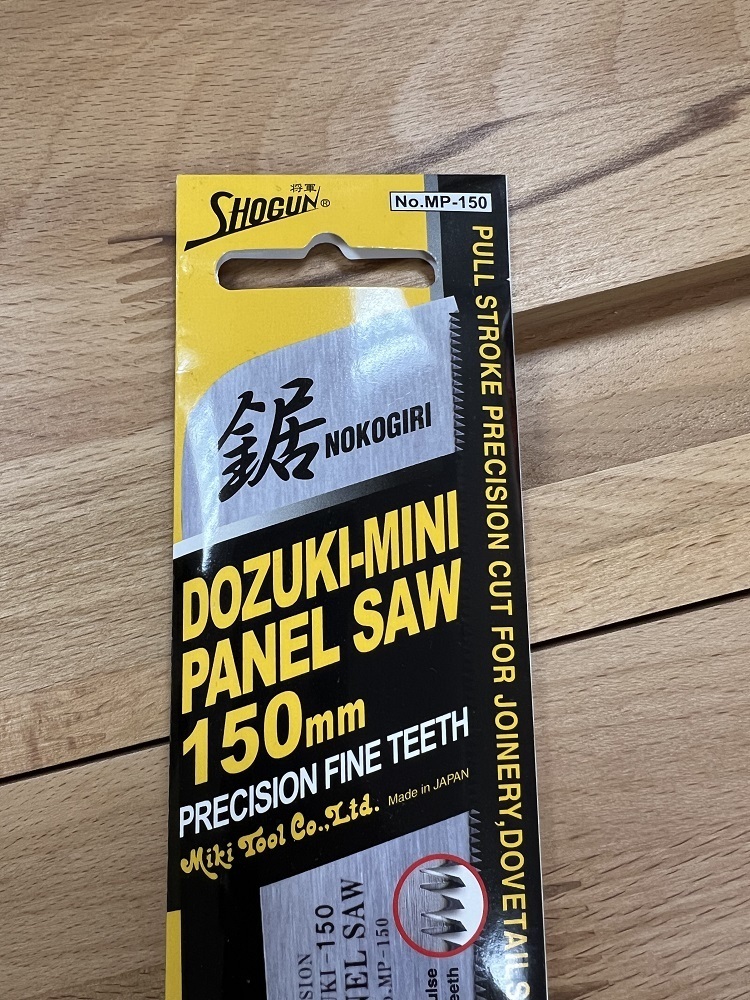 将軍
SHOGUN®
No.MP-150
鋸 NOKOGIRI
DOZUKI-MINI
PANEL SAW
150mm
PRECISION FINE TEETH
Miki Tool Co.,Ltd. Made in JAPAN
PULL STROKE PRECISION CUT FOR JOINERY,DOVETAILS